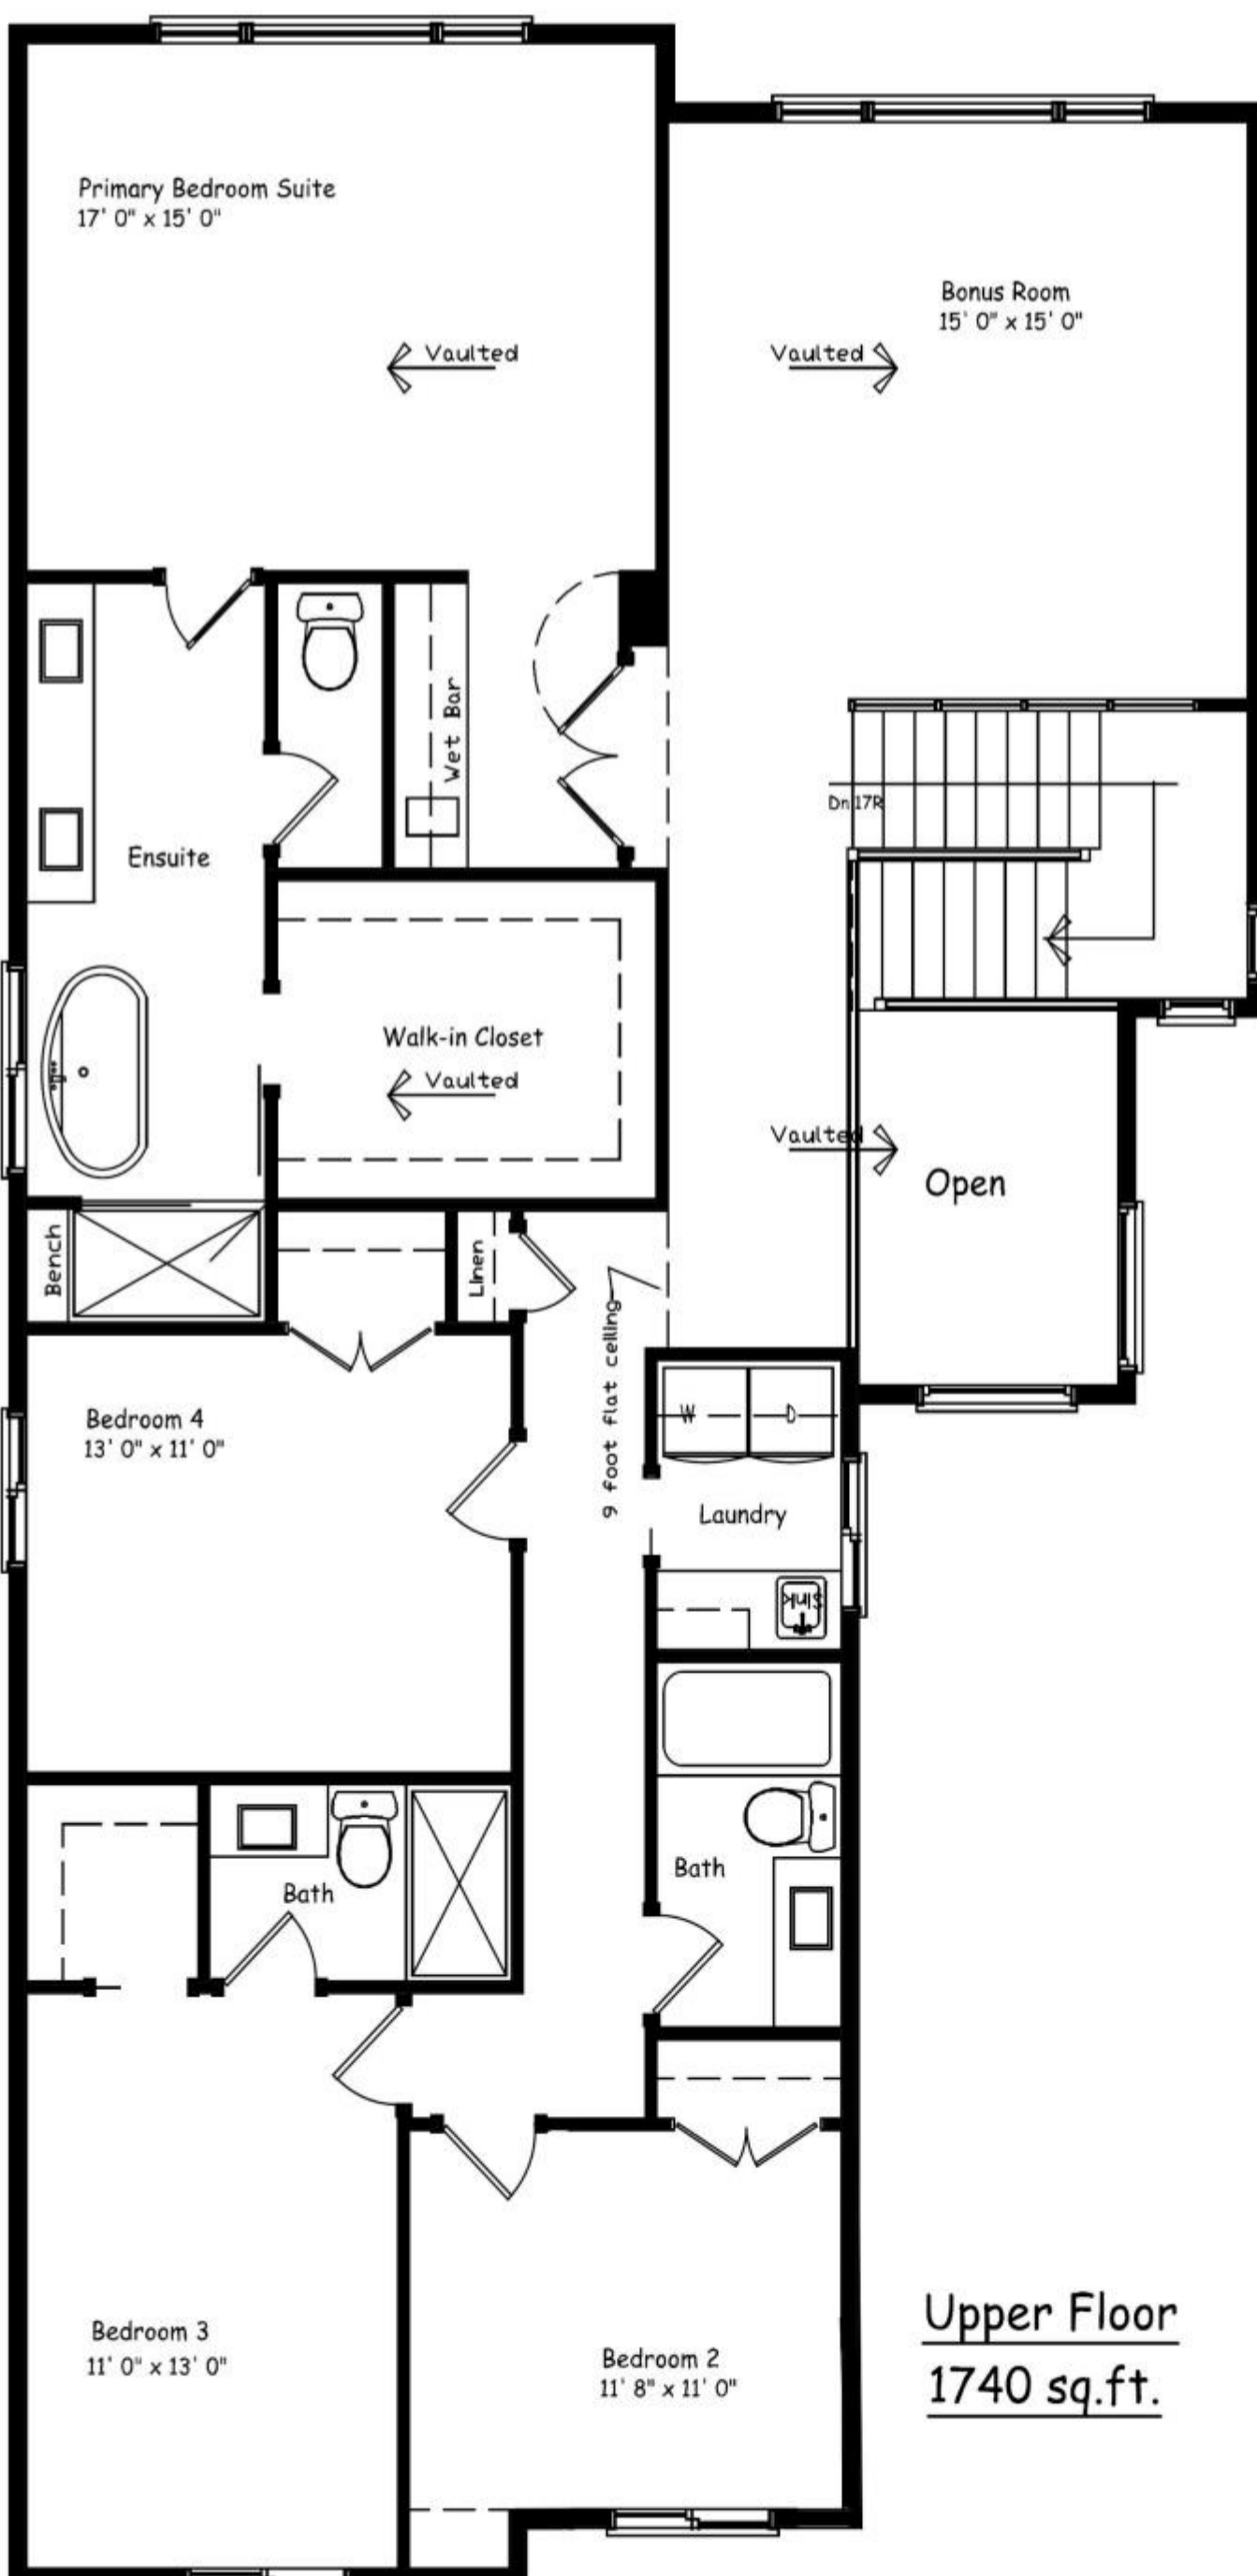 Primary Bedroom Suite
17' 0" x 15' 0"
Bonus Room
15' 0" x 15' 0"
Vaulted
Vaulted
Wet Bar
Dn 17R
Ensuite
Walk-in Closet
Vaulted
Vaulted
Open
Bench
Linen
9 foot flat ceiling
W
D
Bedroom 4
13' 0" x 11' 0"
Laundry
Sink
Bath
Bath
Bedroom 3
11' 0" x 13' 0"
Bedroom 2
11' 8" x 11' 0"
Upper Floor
1740 sq.ft.